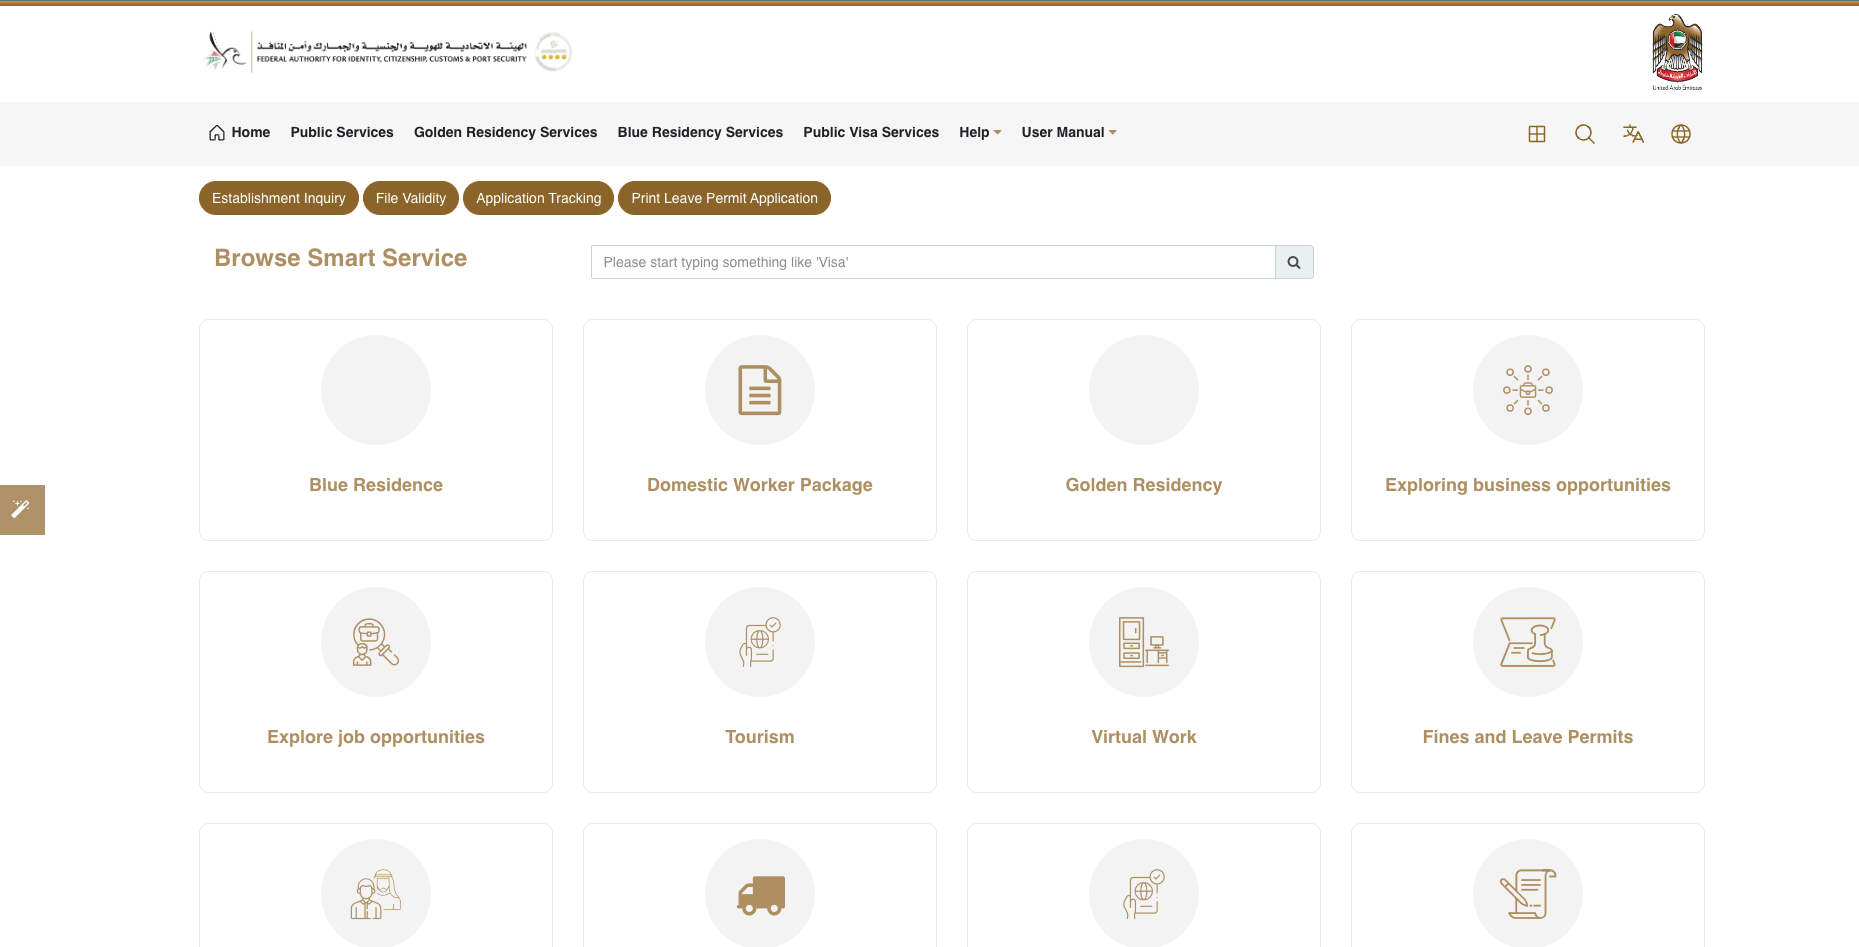 الهيئة الاتحادية للهوية والجنسية والجمارك وأمن المنافذ
FEDERAL AUTHORITY FOR IDENTITY, CITIZENSHIP, CUSTOMS & PORT SECURITY
United Arab Emirates
Home Public Services Golden Residency Services Blue Residency Services Public Visa Services Help User Manual
Establishment Inquiry File Validity Application Tracking Print Leave Permit Application
Browse Smart Service
Please start typing something like 'Visa'
Blue Residence
Domestic Worker Package
Golden Residency
Exploring business opportunities
Explore job opportunities
Tourism
Virtual Work
Fines and Leave Permits